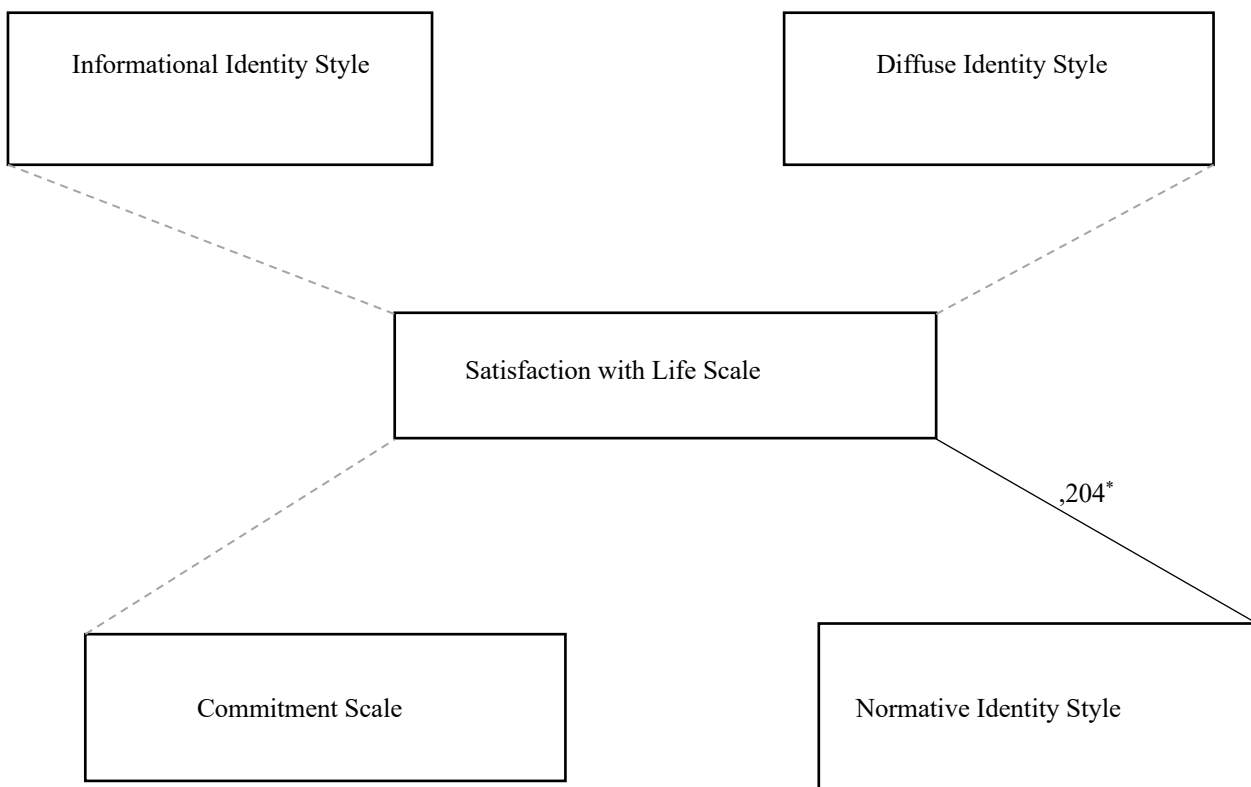 Informational Identity Style
Diffuse Identity Style
Satisfaction with Life Scale
,204*
Commitment Scale
Normative Identity Style